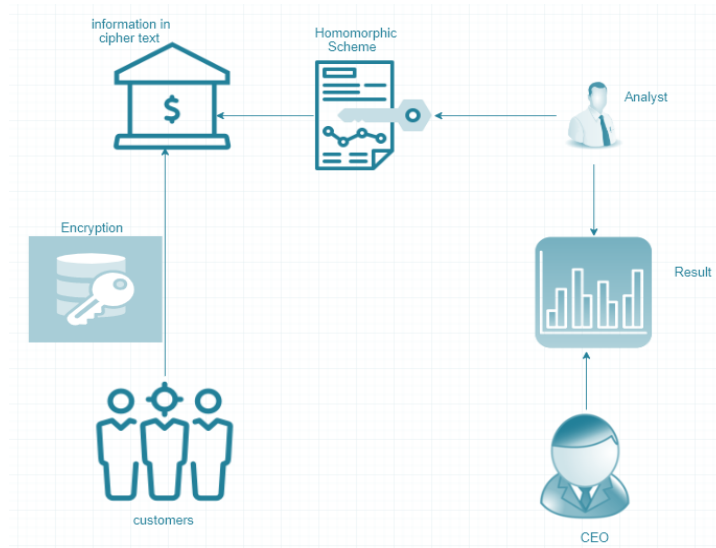 information in
cipher text
Homomorphic
Scheme
$
Analyst
Encryption
Result
customers
CEO